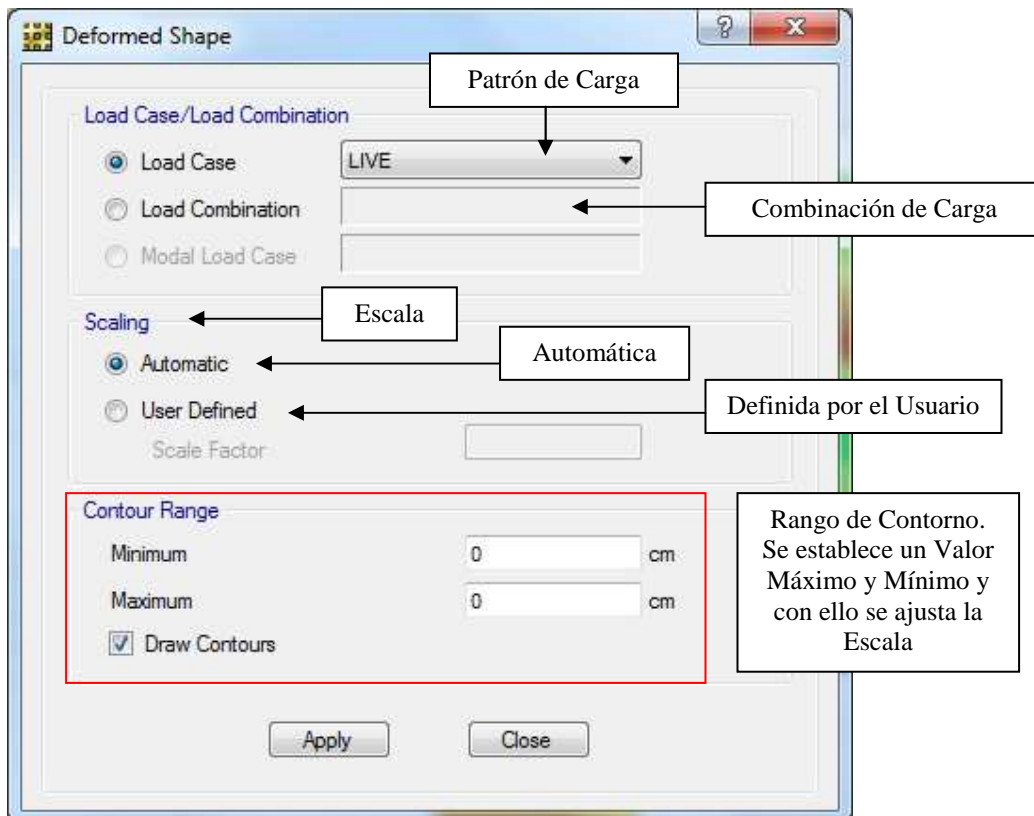 Deformed Shape
Patrón de Carga
Load Case/Load Combination
Load Case
LIVE
Load Combination
Combinación de Carga
Modal Load Case
Escala
Scaling
Automática
Automatic
User Defined
Definida por el Usuario
Scale Factor
Contour Range
Minimum
0
cm
Maximum
0
cm
Draw Contours
Rango de Contorno.
Se establece un Valor
Máximo y Mínimo y
con ello se ajusta la
Escala
Apply
Close